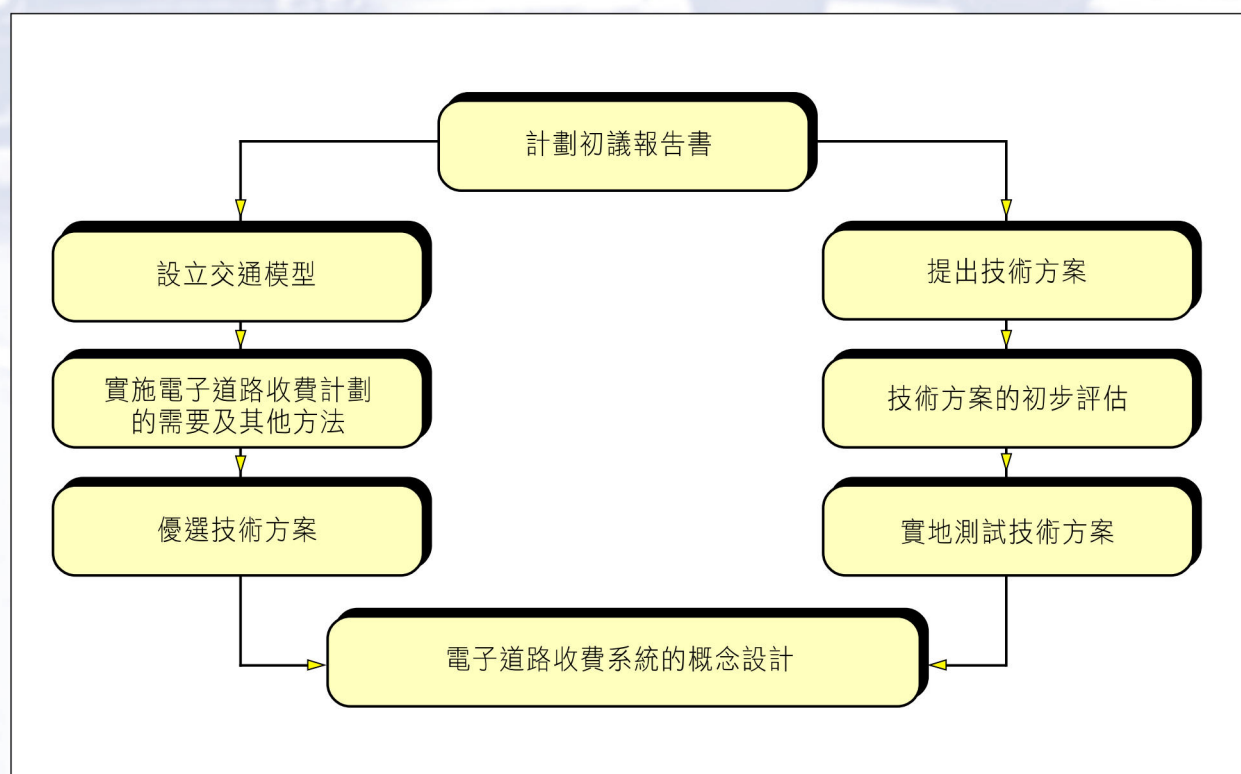 計劃初議報告書
設立交通模型
提出技術方案
實施電子道路收費計劃
的需要及其他方法
技術方案的初步評估
優選技術方案
實地測試技術方案
電子道路收費系統的概念設計